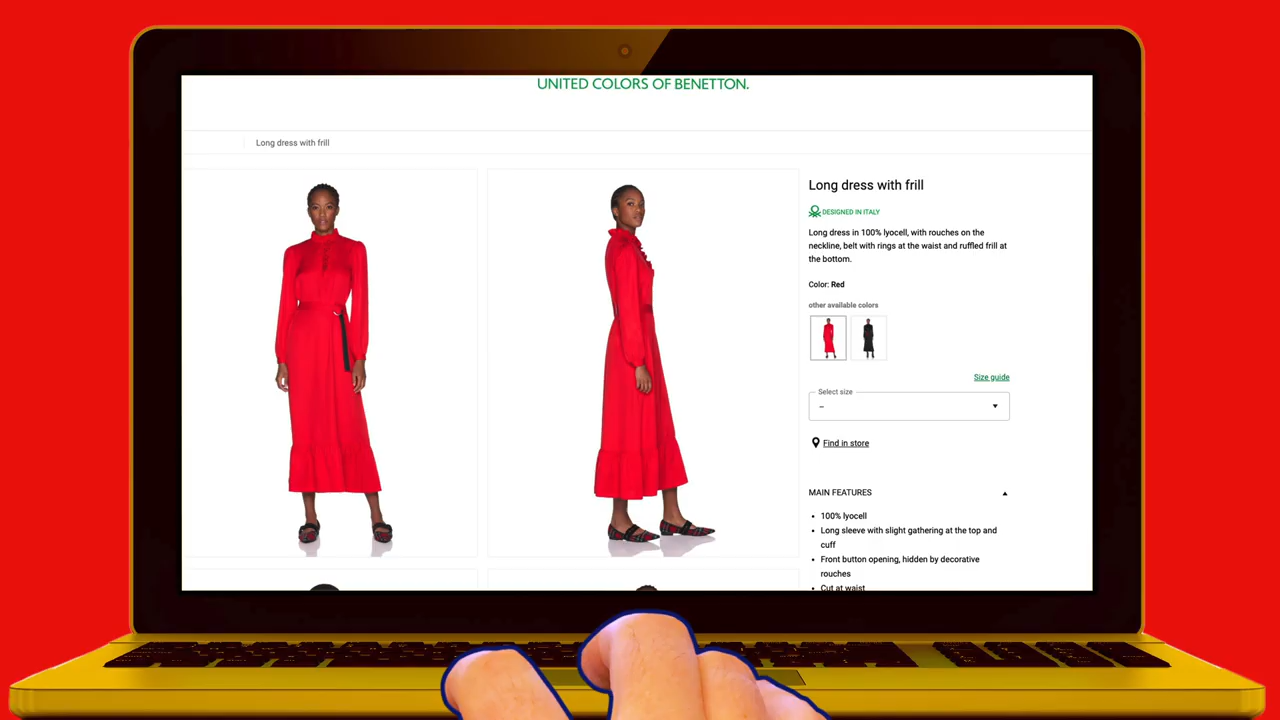 UNITED COLORS OF BENETTON.
Long dress with frill
Long dress with frill
DESIGNED IN ITALY
Long dress in 100% lyocell, with rouches on the
neckline, belt with rings at the waist and ruffled frill at
the bottom.
Color: Red
other available colors
Size guide
Select size
–
Find in store
MAIN FEATURES
• 100% lyocell
• Long sleeve with slight gathering at the top and
cuff
• Front button opening, hidden by decorative
rouches
• Cut at waist